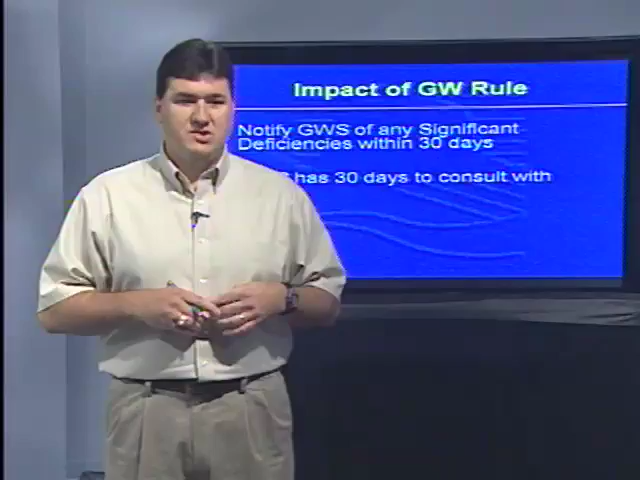 Impact of GW Rule
Notify GWS of any Significant
Deficiencies within 30 days
has 30 days to consult with